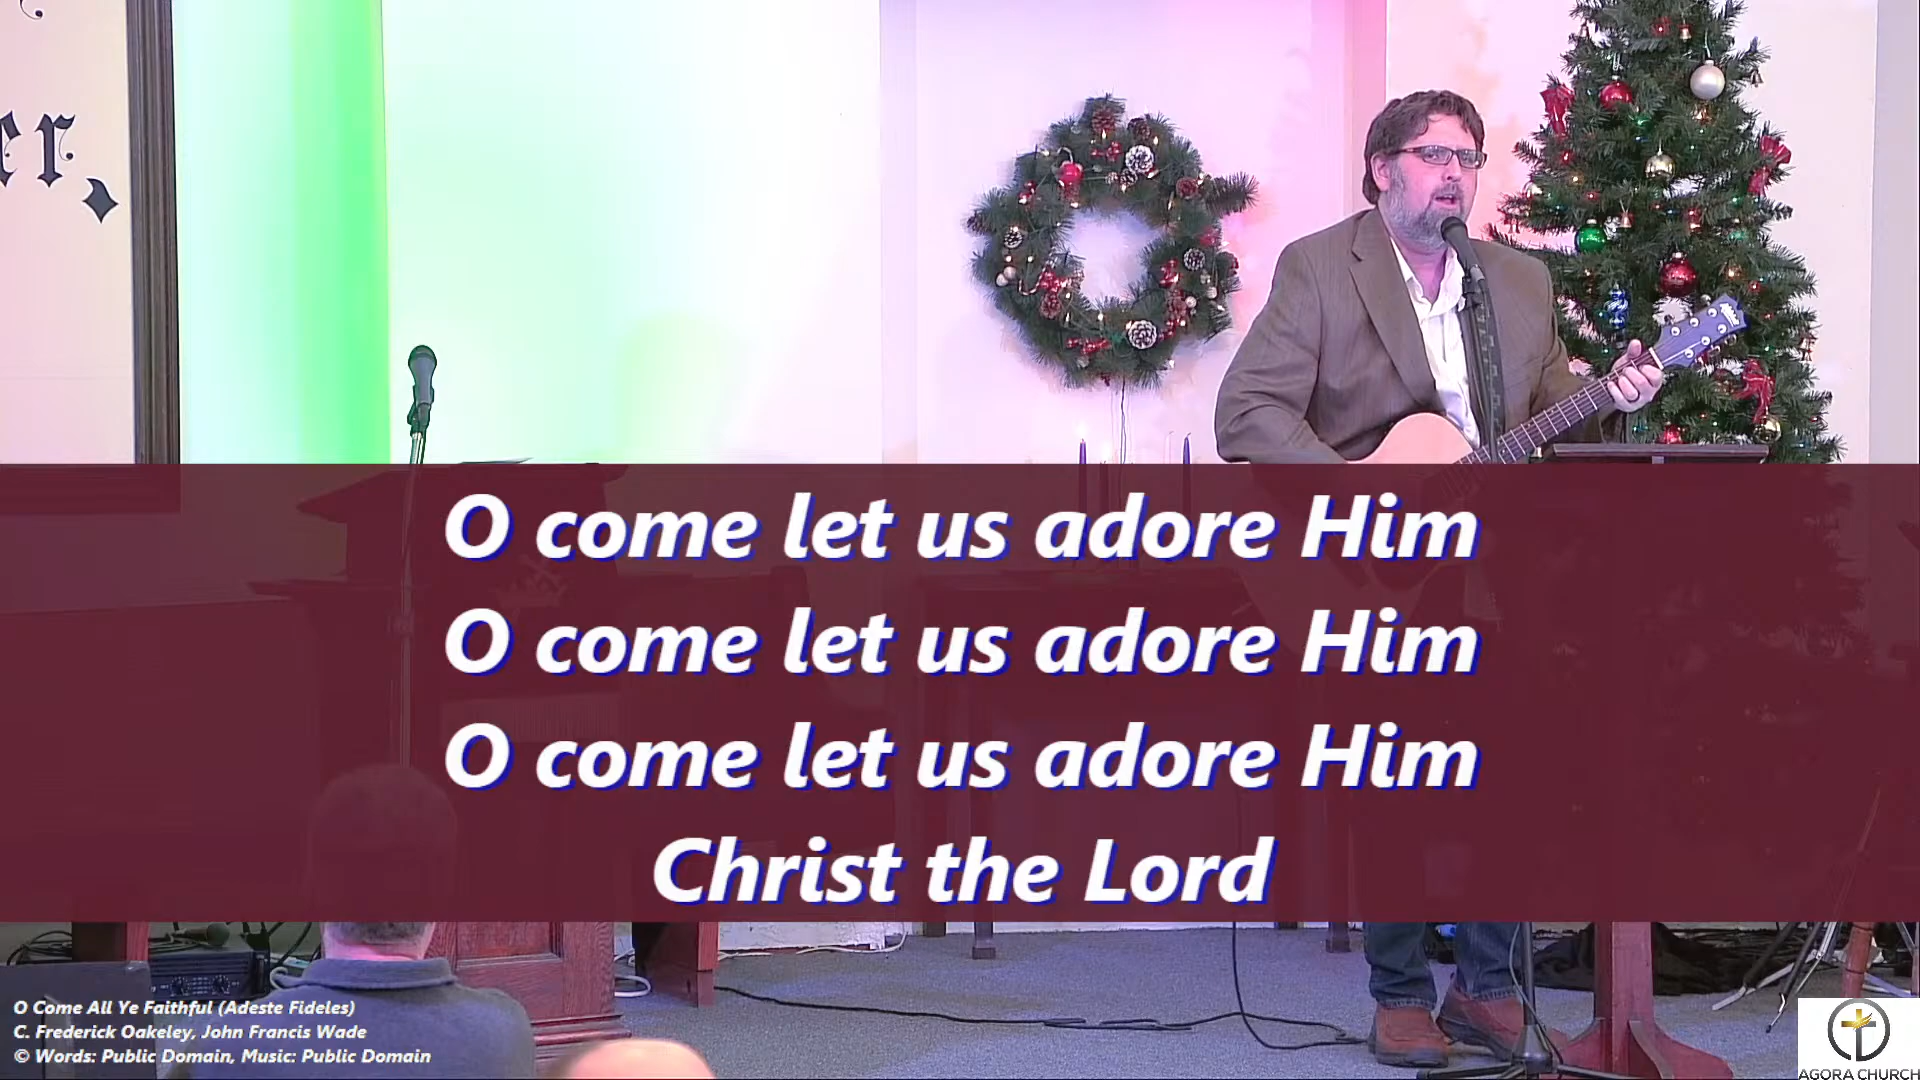 er,
O come let us adore Him
O come let us adore Him
O come let us adore Him
Christ the Lord
O Come All Ye Faithful (Adeste Fideles)
C. Frederick Oakeley, John Francis Wade
© Words: Public Domain, Music: Public Domain
AGORA CHURCH